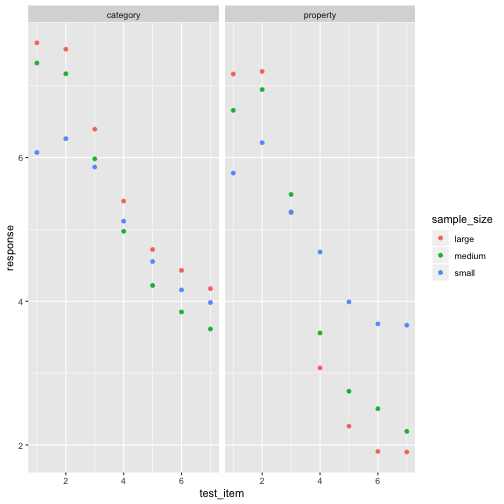 category property
response
6
4
2
2 4 6 2 4 6
test_item
sample_size
large
medium
small